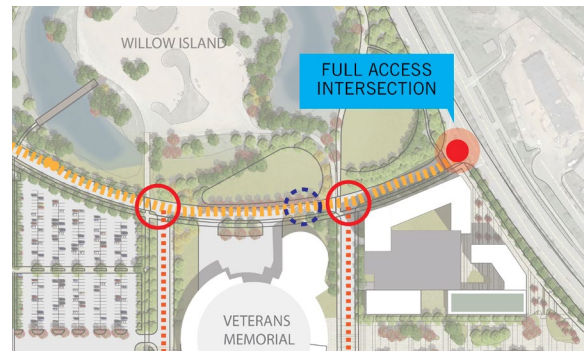 WILLOW ISLAND
FULL ACCESS
INTERSECTION
VETERANS
MEMORIAL